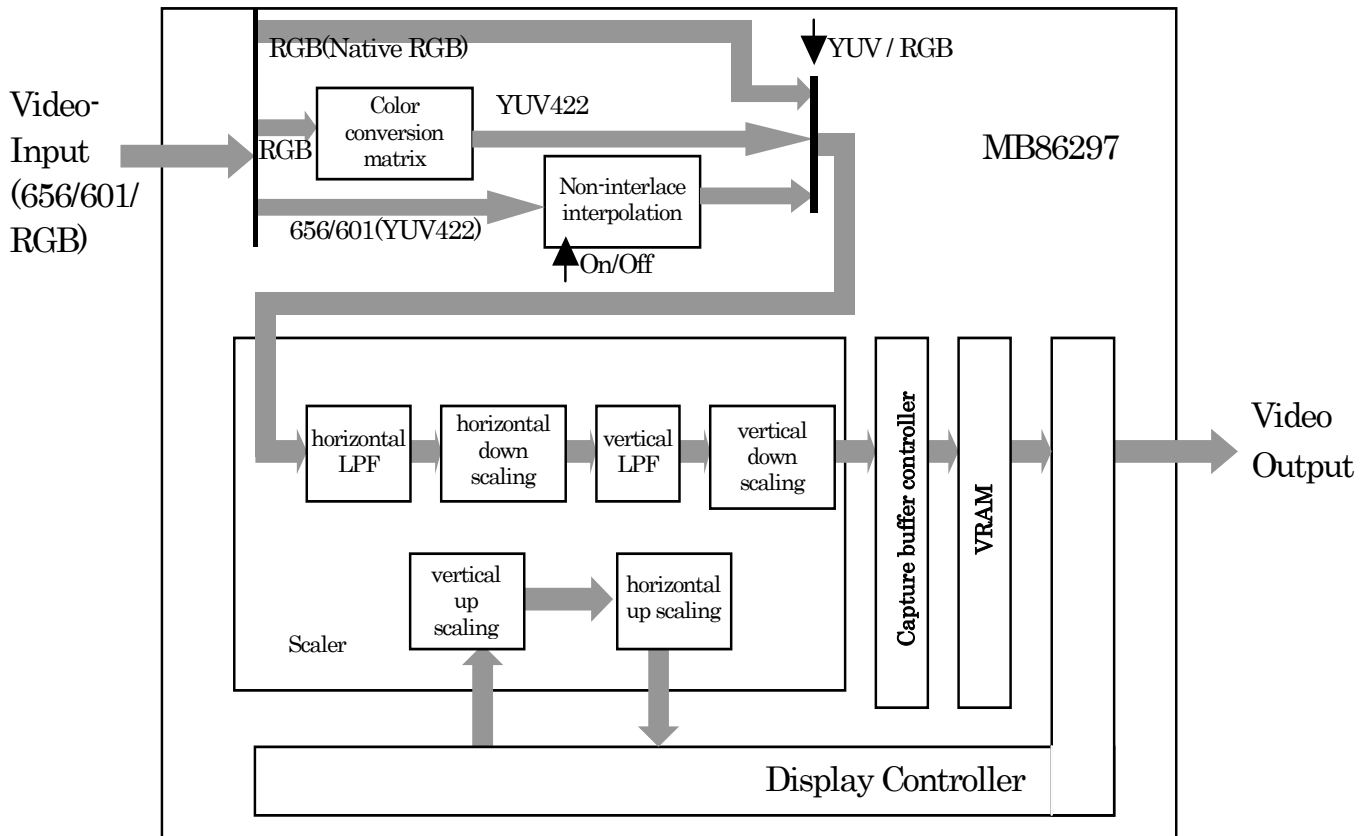 RGB(Native RGB)
YUV / RGB
Video-
Input
(656/601/
RGB)
Color
conversion
matrix
YUV422
RGB
MB86297
Non-interlace
interpolation
656/601(YUV422)
On/Off
horizontal
LPF
horizontal
down
scaling
vertical
LPF
vertical
down
scaling
Capture buffer controller
VRAM
Video
Output
vertical
up
scaling
horizontal
up scaling
Scaler
Display Controller